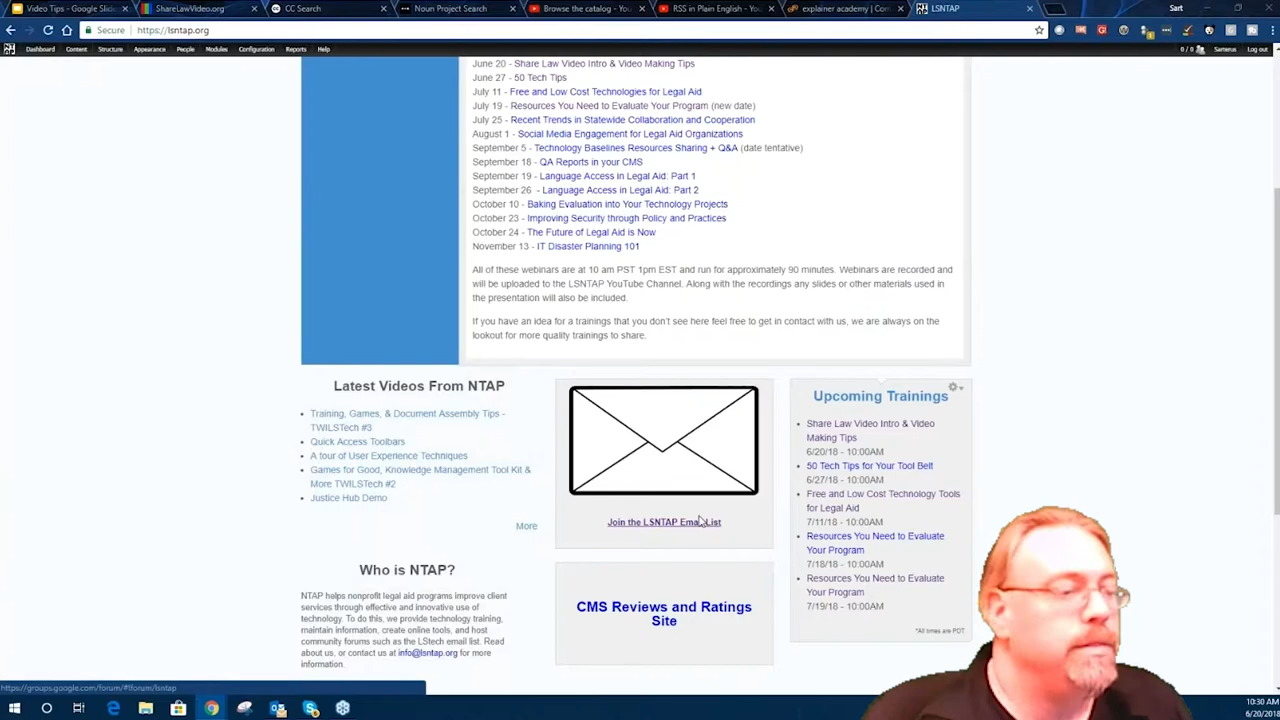 Video Tips - Google Slide
ShareLawVideo.org
CC Search
Noun Project Search
Browse the catalog - You
RSS in Plain English - You
explainer academy | Con
LSNTAP
Sart
Secure
https://lsntap.org
Dashboard
Content
Structure
Appearance
People
Modules
Configuration
Reports
Help
0 / 0
Samerus
Log out
June 20 - Share Law Video Intro & Video Making Tips
June 27 - 50 Tech Tips
July 11 - Free and Low Cost Technologies for Legal Aid
July 19 - Resources You Need to Evaluate Your Program (new date)
July 25 - Recent Trends in Statewide Collaboration and Cooperation
August 1 - Social Media Engagement for Legal Aid Organizations
September 5 - Technology Baselines Resources Sharing + Q&A (date tentative)
September 18 - QA Reports in your CMS
September 19 - Language Access in Legal Aid: Part 1
September 26 - Language Access in Legal Aid: Part 2
October 10 - Baking Evaluation into Your Technology Projects
October 23 - Improving Security through Policy and Practices
October 24 - The Future of Legal Aid is Now
November 13 - IT Disaster Planning 101
All of these webinars are at 10 am PST 1pm EST and run for approximately 90 minutes. Webinars are recorded and
will be uploaded to the LSNTAP YouTube Channel. Along with the recordings any slides or other materials used in
the presentation will also be included.
If you have an idea for a trainings that you don't see here feel free to get in contact with us, we are always on the
lookout for more quality trainings to share.
Latest Videos From NTAP
Training, Games, & Document Assembly Tips -
TWILSTech #3
Quick Access Toolbars
A tour of User Experience Techniques
Games for Good, Knowledge Management Tool Kit &
More TWILSTech #2
Justice Hub Demo
More
Who is NTAP?
NTAP helps nonprofit legal aid programs improve client
services through effective and innovative use of
technology. To do this, we provide technology training,
maintain information, create online tools, and host
community forums such as the LStech email list. Read
about us, or contact us at info@lsntap.org for more
information.
Join the LSNTAP Email List
CMS Reviews and Ratings
Site
Upcoming Trainings
Share Law Video Intro & Video
Making Tips
6/20/18 - 10:00AM
50 Tech Tips for Your Tool Belt
6/27/18 - 10:00AM
Free and Low Cost Technology Tools
for Legal Aid
7/11/18 - 10:00AM
Resources You Need to Evaluate
Your Program
7/18/18 - 10:00AM
Resources You Need to Evaluate
Your Program
7/19/18 - 10:00AM
*All times are PDT
https://groups.google.com/forum/#!forum/lsntap
10:30 AM
6/20/2018